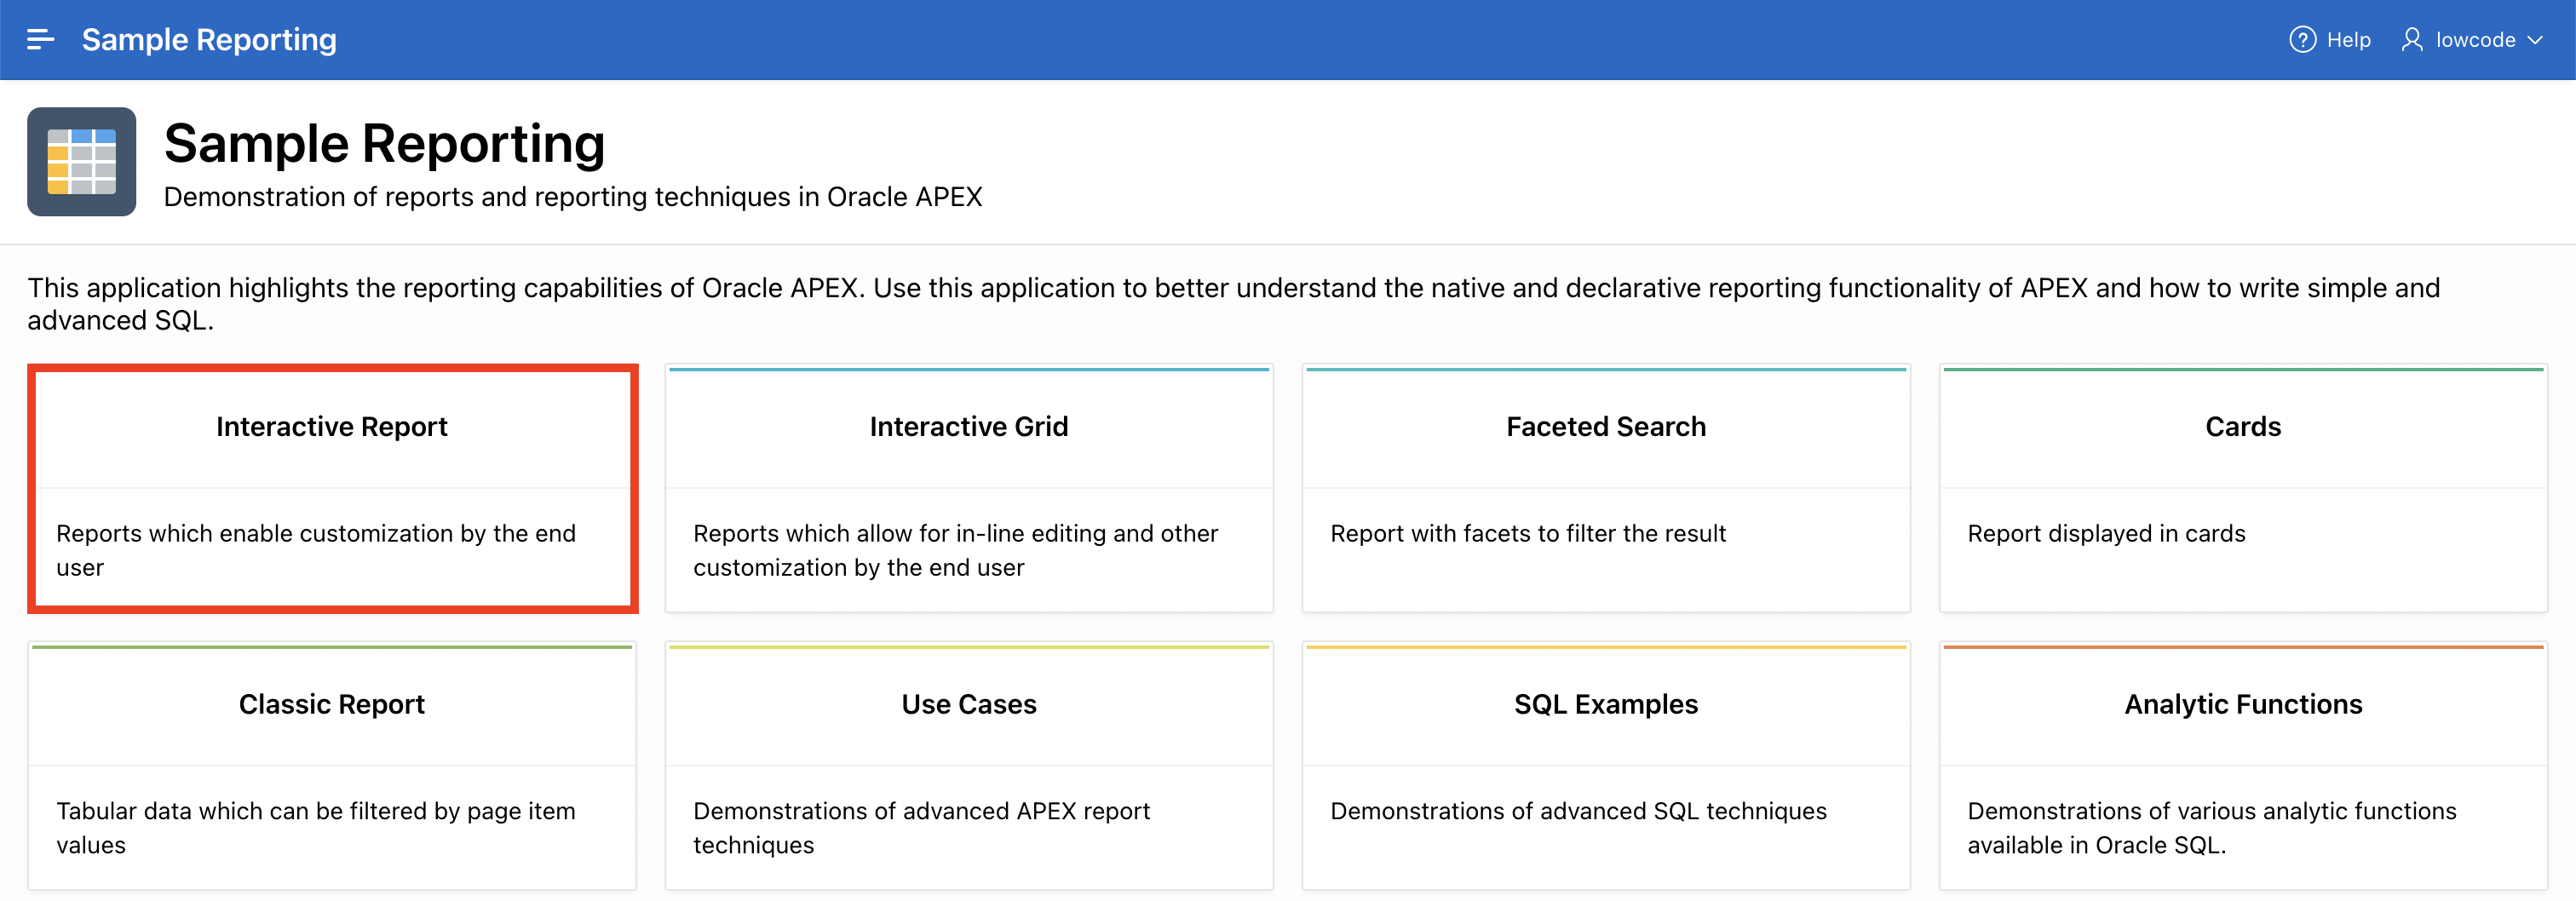 Sample Reporting
Help
lowcode
Sample Reporting
Demonstration of reports and reporting techniques in Oracle APEX
This application highlights the reporting capabilities of Oracle APEX. Use this application to better understand the native and declarative reporting functionality of APEX and how to write simple and
advanced SQL.
Interactive Report
Reports which enable customization by the end
user
Interactive Grid
Reports which allow for in-line editing and other
customization by the end user
Faceted Search
Report with facets to filter the result
Cards
Report displayed in cards
Classic Report
Tabular data which can be filtered by page item
values
Use Cases
Demonstrations of advanced APEX report
techniques
SQL Examples
Demonstrations of advanced SQL techniques
Analytic Functions
Demonstrations of various analytic functions
available in Oracle SQL.